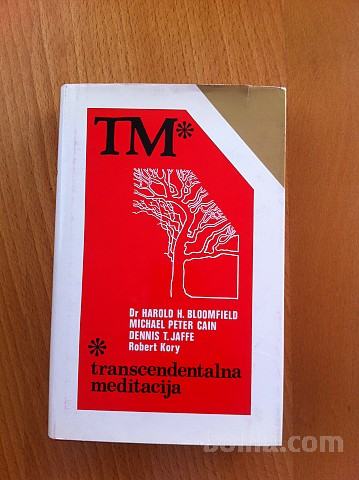 TM*
Dr HAROLD H. BLOOMFIELD
MICHAEL PETER CAIN
DENNIS T. JAFFE
Robert Kory
* transcendentalna
meditacija
bolha.com